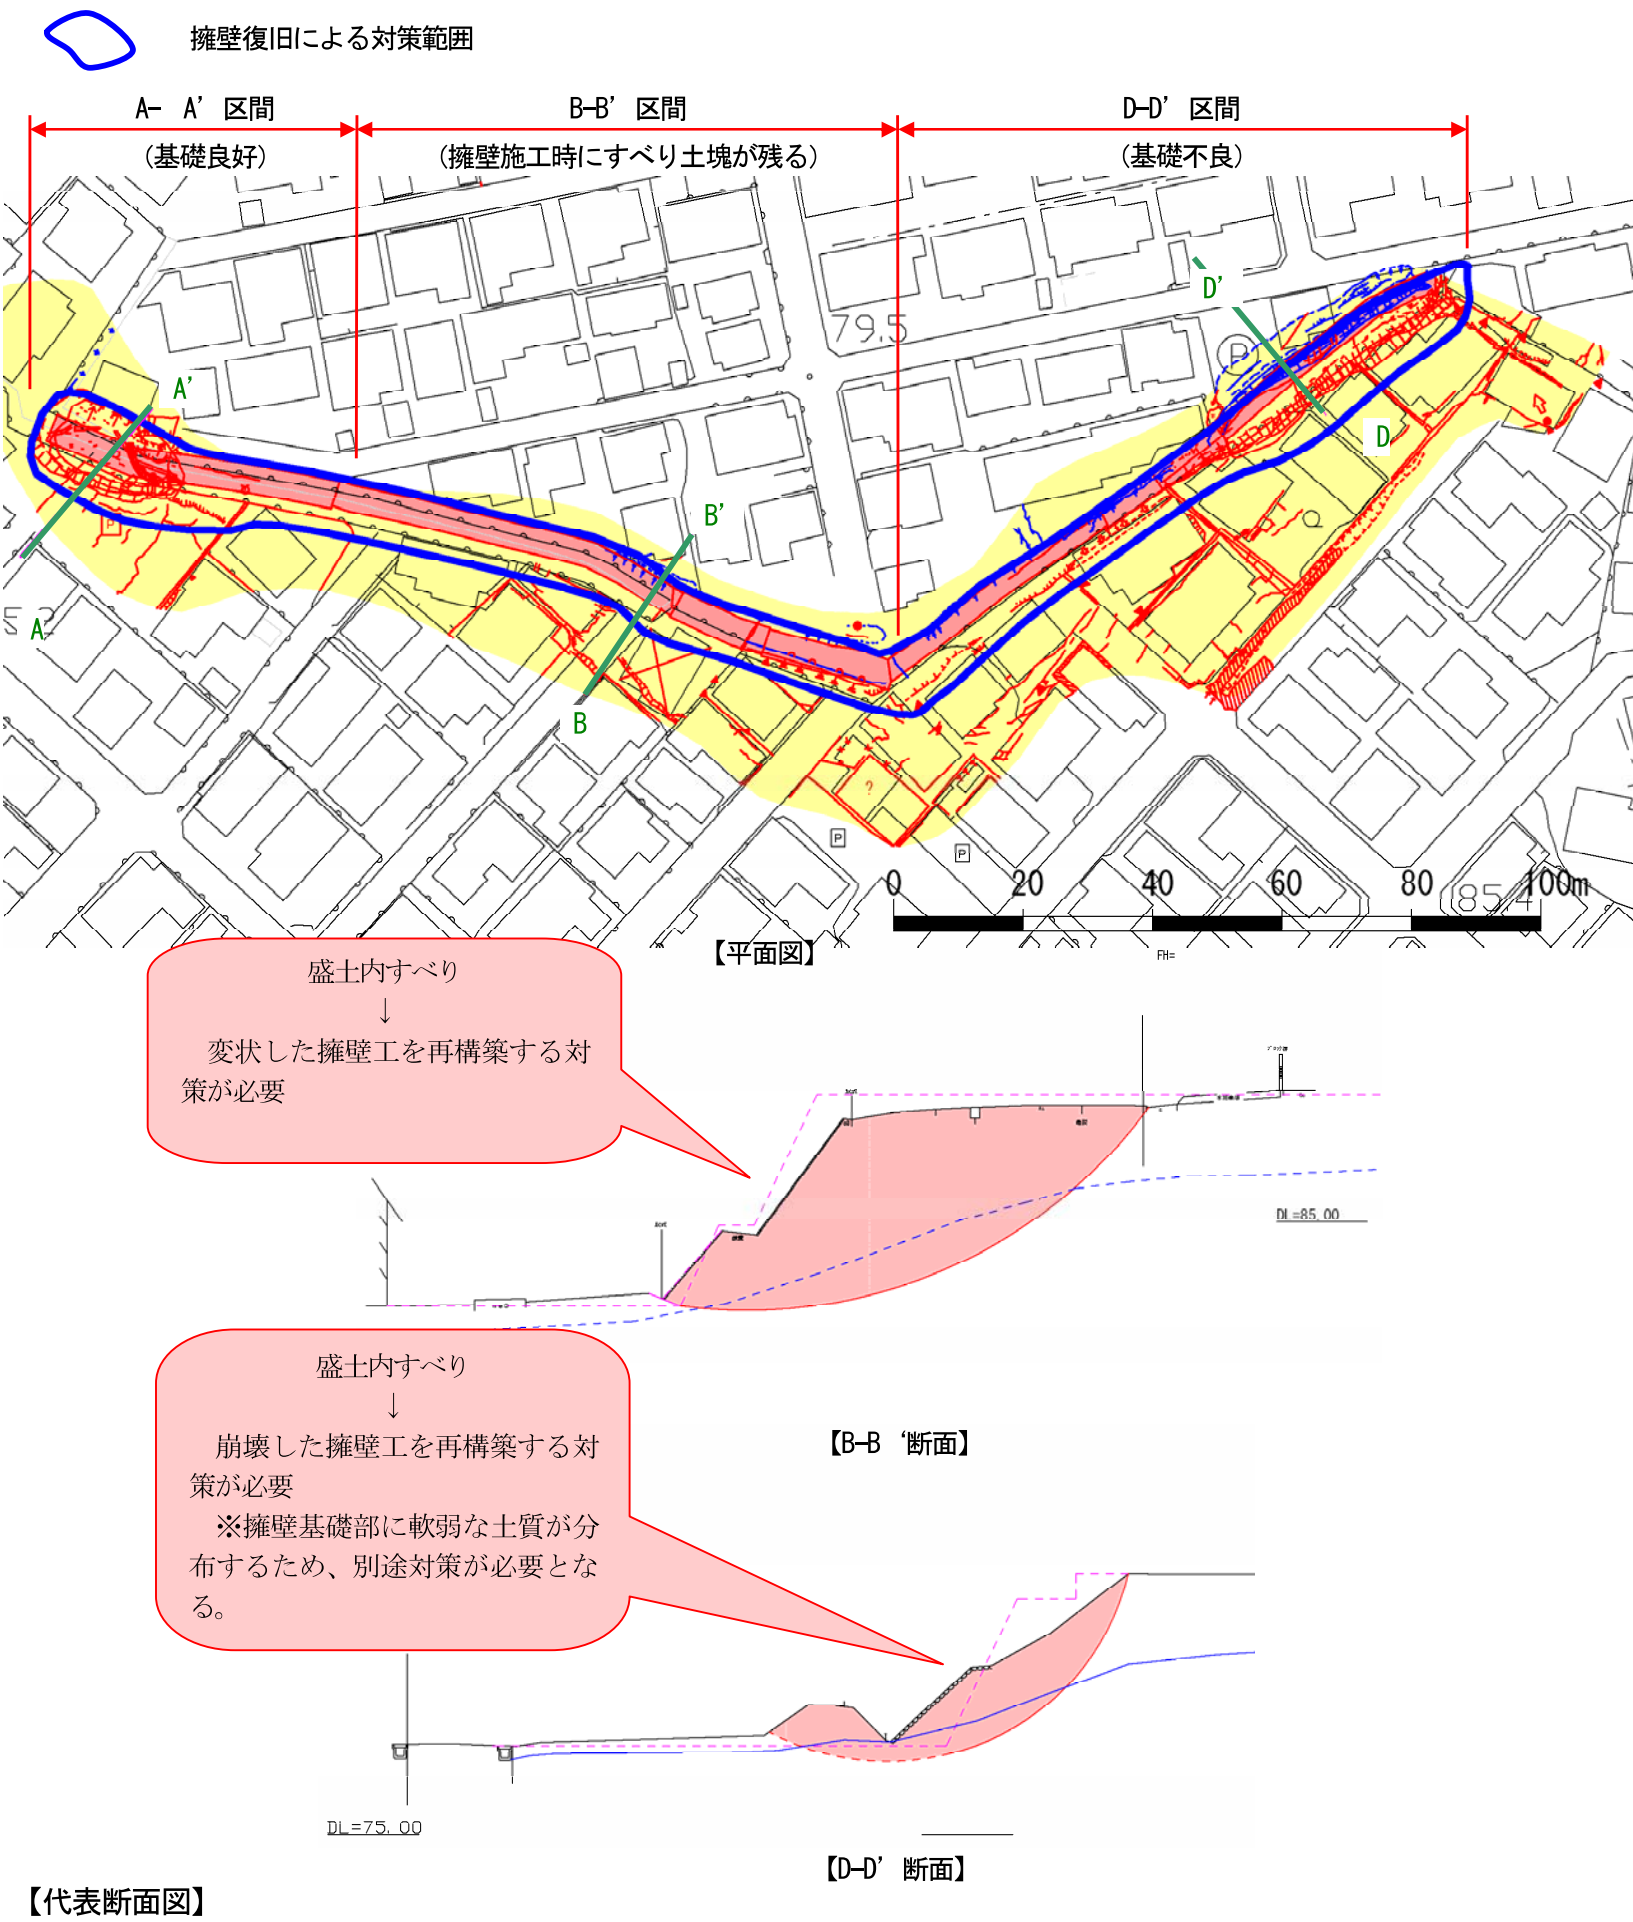 擁壁復旧による対策範囲
A- A’ 区間
B-B’ 区間
D-D’ 区間
(基礎良好)
(擁壁施工時にすべり土塊が残る)
(基礎不良)
D’
79.5
P
A’
D
B’
P
A
B
?
P
P
0 20 40 60 80 100m
85.4
【平面図】
FH=
盛土内すべり
↓
変状した擁壁工を再構築する対
策が必要
DL=85.00
盛土内すべり
↓
崩壊した擁壁工を再構築する対
策が必要
※擁壁基礎部に軟弱な土質が分
布するため、別途対策が必要とな
る。
【B-B ‘断面】
DL=75.00
【D-D’ 断面】
【代表断面図】